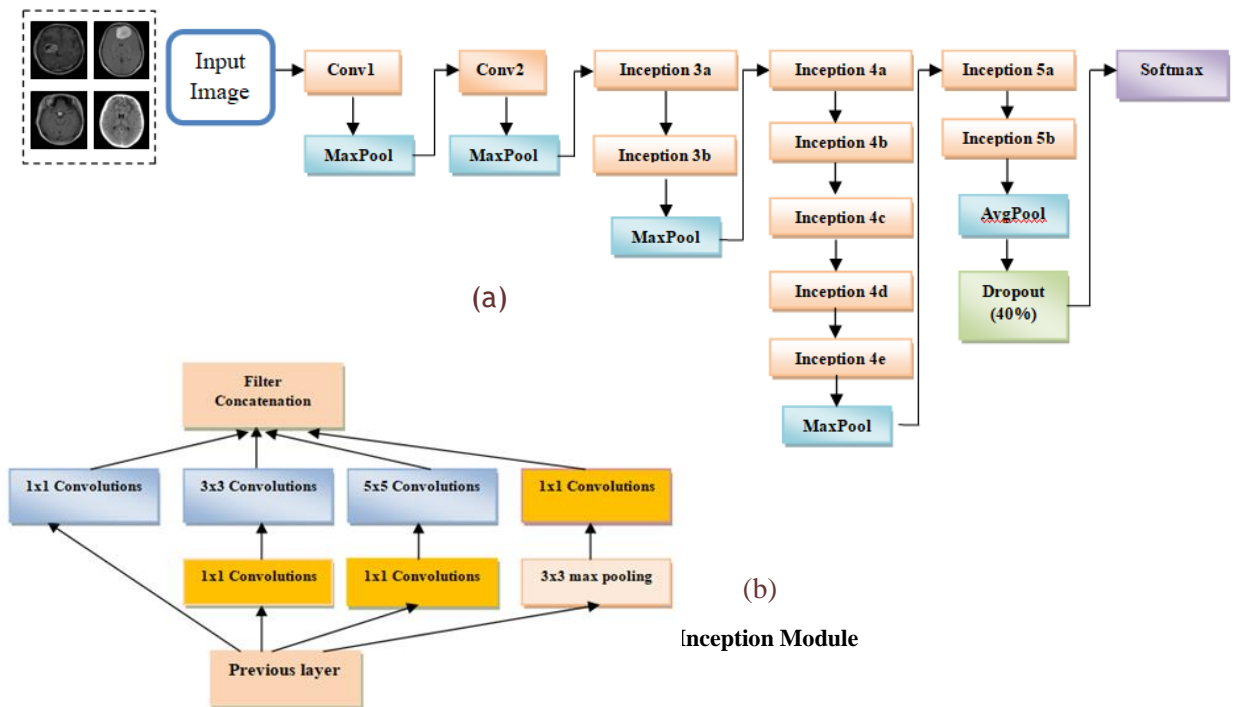 Input
Image
Conv1
MaxPool
Conv2
MaxPool
Inception 3a
Inception 3b
MaxPool
Inception 4a
Inception 4b
Inception 4c
Inception 4d
Inception 4e
MaxPool
Inception 5a
Inception 5b
AvgPool
Dropout
(40%)
Softmax
(a)
Filter
Concatenation
1x1 Convolutions
3x3 Convolutions
5x5 Convolutions
1x1 Convolutions
1x1 Convolutions
1x1 Convolutions
3x3 max pooling
Previous layer
(b)
Inception Module